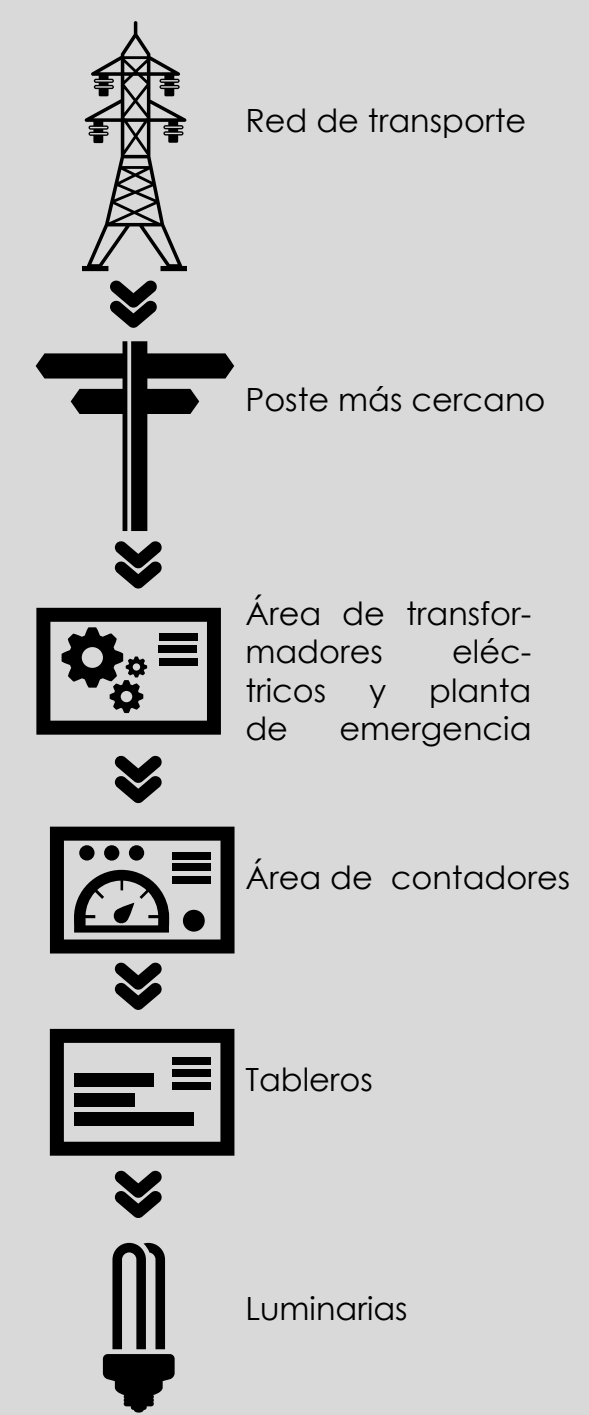 Red de transporte
Poste más cercano
Área de transfor-
madores eléc-
tricos y planta
de emergencia
Área de contadores
Tableros
Luminarias